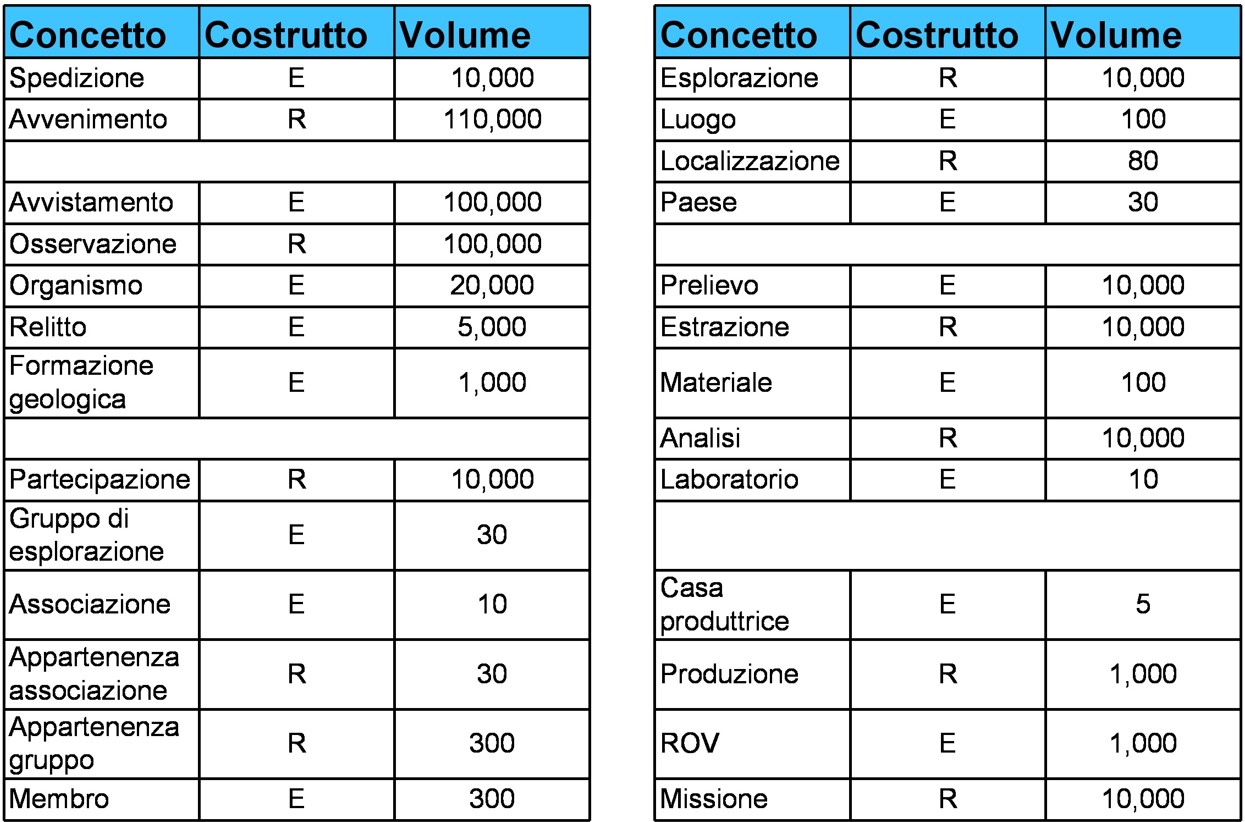 Concetto Costrutto Volume
Spedizione E 10,000
Avvenimento R 110,000
Avvistamento E 100,000
Osservazione R 100,000
Organismo E 20,000
Relitto E 5,000
Formazione
geologica E 1,000
Partecipazione R 10,000
Gruppo di
esplorazione E 30
Associazione E 10
Appartenenza
associazione R 30
Appartenenza
gruppo R 300
Membro E 300
Concetto Costrutto Volume
Esplorazione R 10,000
Luogo E 100
Localizzazione R 80
Paese E 30
Prelievo E 10,000
Estrazione R 10,000
Materiale E 100
Analisi R 10,000
Laboratorio E 10
Casa
produttrice E 5
Produzione R 1,000
ROV E 1,000
Missione R 10,000